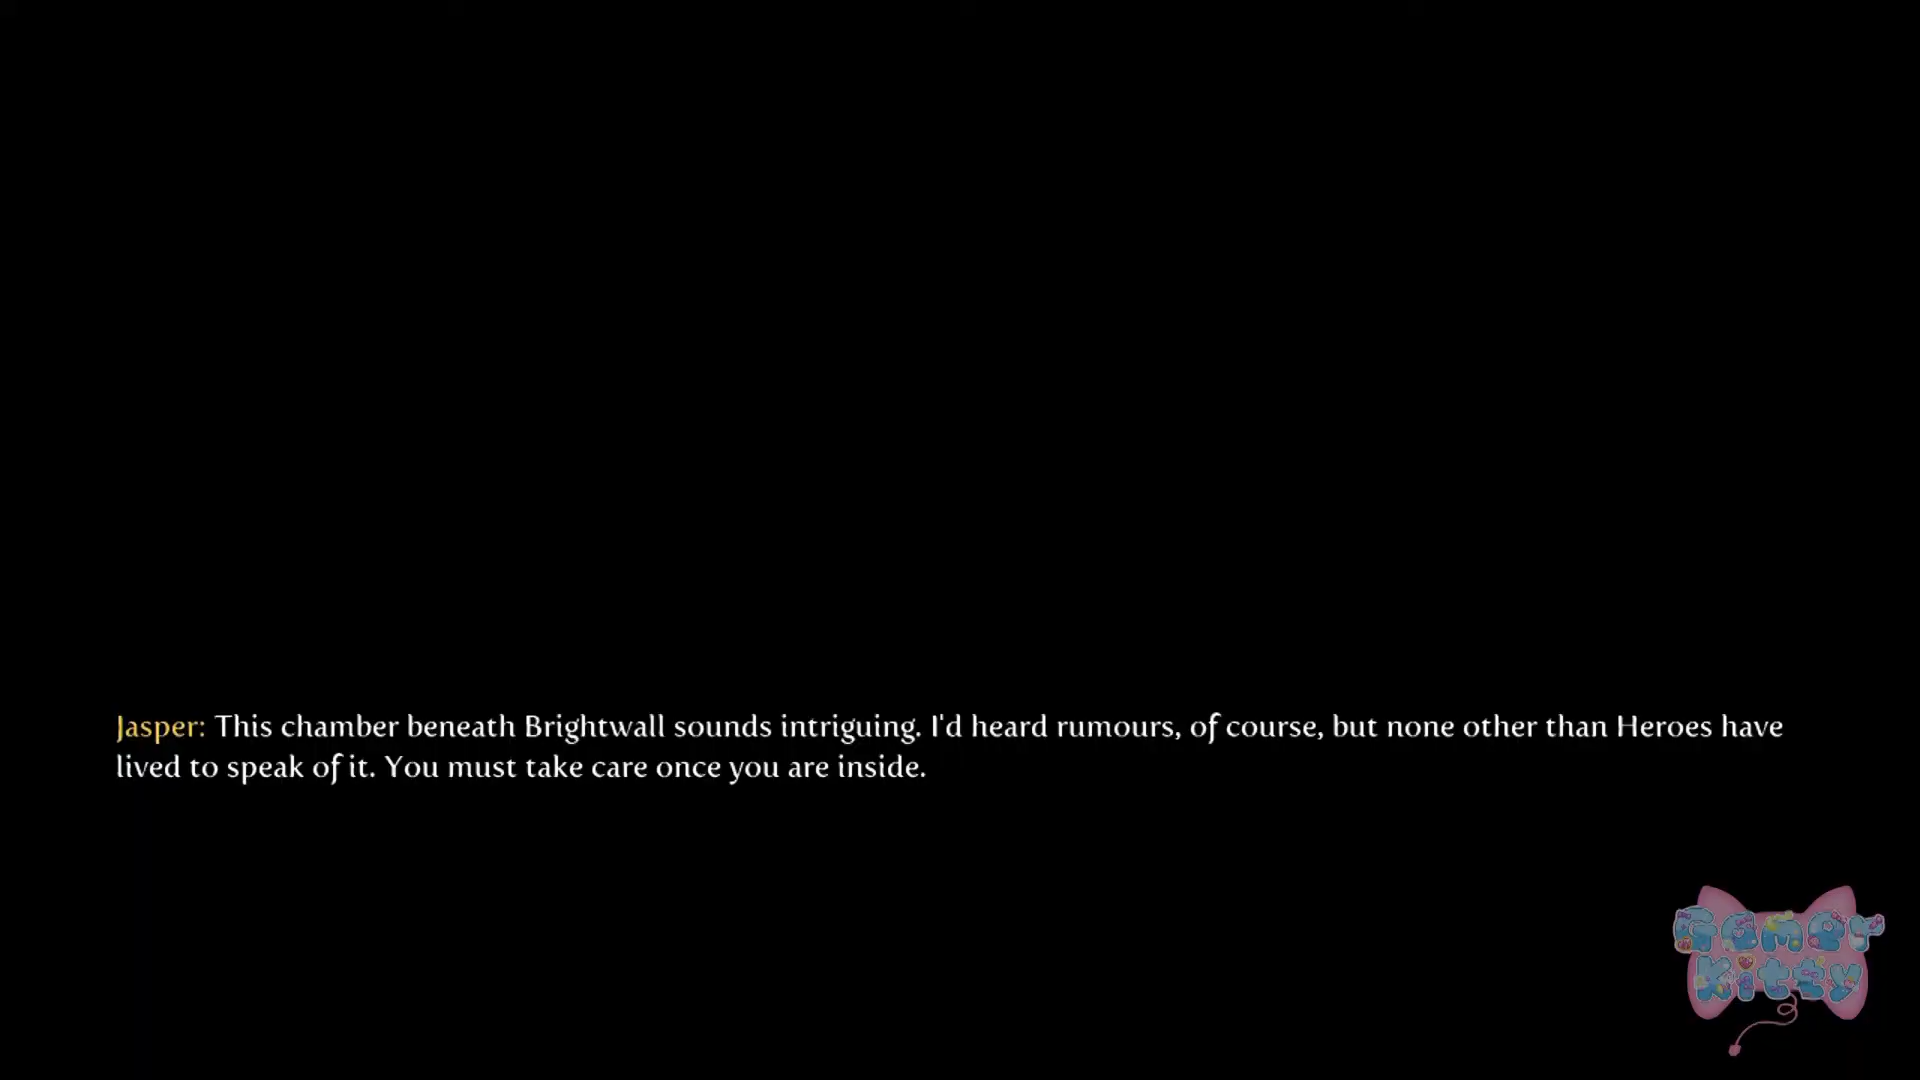 Jasper: This chamber beneath Brightwall sounds intriguing. I'd heard rumours, of course, but none other than Heroes have
lived to speak of it. You must take care once you are inside.
Gamer
Kitty